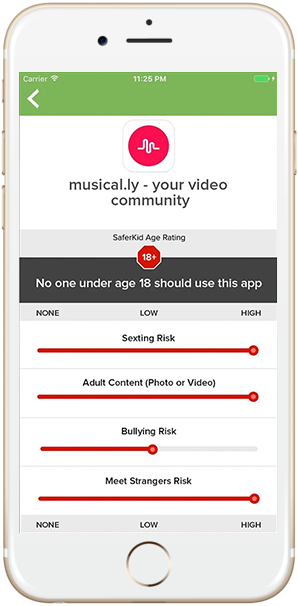 Carrier 11:25 PM
musical.ly - your video
community
SaferKid Age Rating
18+
No one under age 18 should use this app
NONE LOW HIGH
Sexting Risk
Adult Content (Photo or Video)
Bullying Risk
Meet Strangers Risk
NONE LOW HIGH